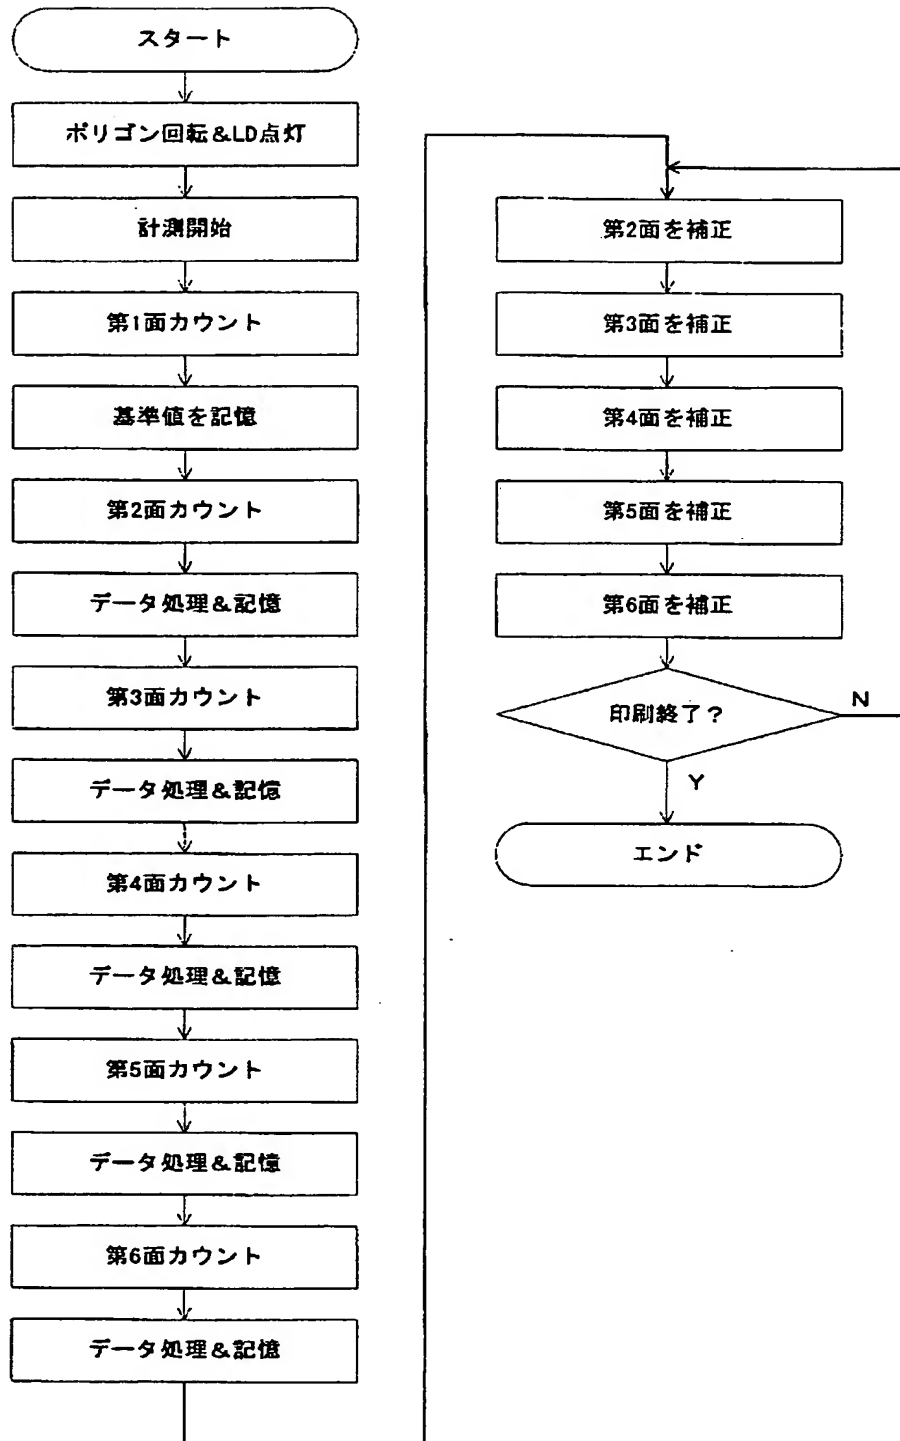 スタート
ポリゴン回転&LD点灯
計測開始
第1面カウント
基準値を記憶
第2面カウント
データ処理&記憶
第3面カウント
データ処理&記憶
第4面カウント
データ処理&記憶
第5面カウント
データ処理&記憶
第6面カウント
データ処理&記憶
第2面を補正
第3面を補正
第4面を補正
第5面を補正
第6面を補正
印刷終了?
N
Y
エンド